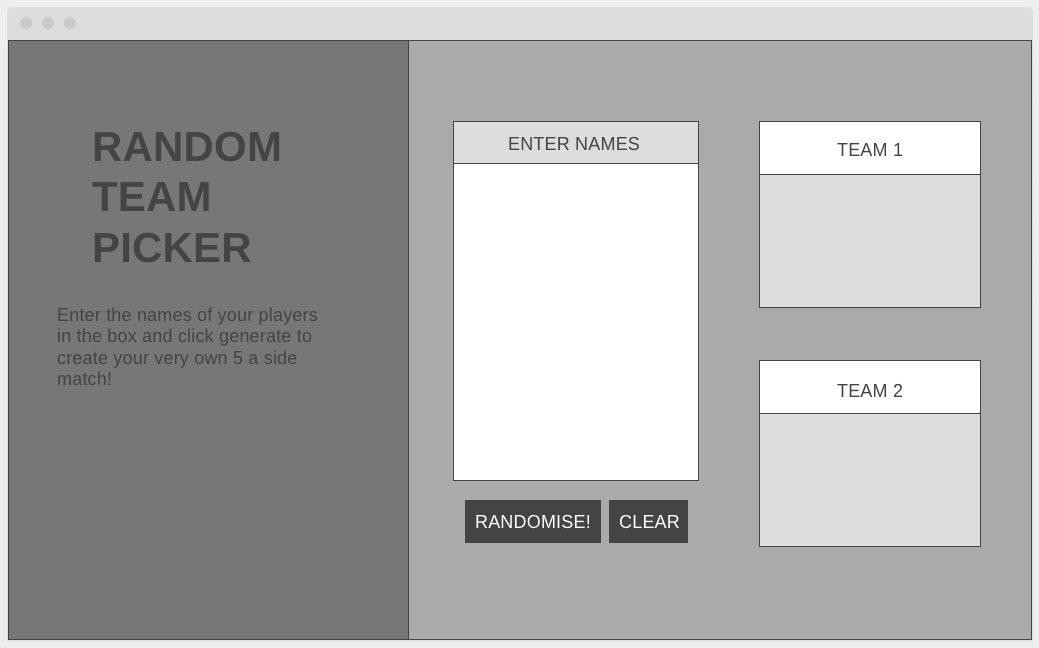 RANDOM
TEAM
PICKER
Enter the names of your players
in the box and click generate to
create your very own 5 a side
match!
ENTER NAMES
RANDOMISE!
CLEAR
TEAM 1
TEAM 2